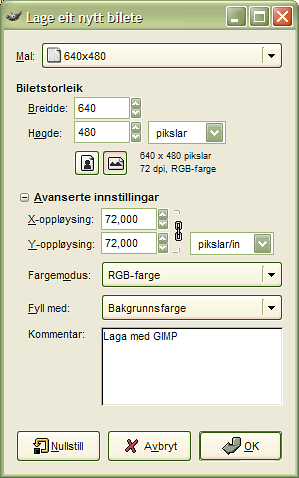 Lage eit nytt bilete
Mal: 640x480
Biletstorleik
Breidde: 640
Høgde: 480 pikslar
640 x 480 pikslar
72 dpi, RGB-farge
Avanserte innstillingar
X-oppløysing: 72,000
Y-oppløysing: 72,000 pikslar/in
Fargemodus: RGB-farge
Fyll med: Bakgrunnsfarge
Kommentar: Laga med GIMP
Nullstill Avbryt OK